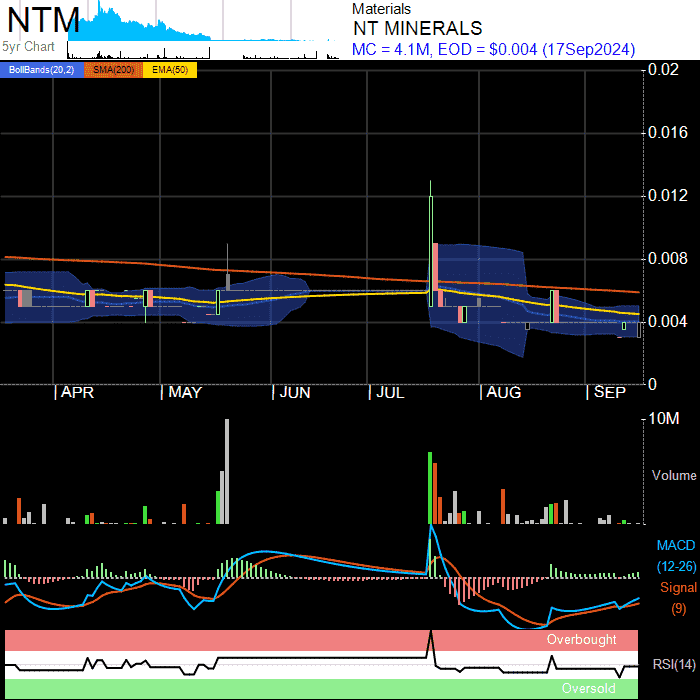 NTM
5yr Chart
Materials
NT MINERALS
MC = 4.1M, EOD = $0.004 (17Sep2024)
BollBands(20,2) SMA(200) EMA(50)
0.02
0.016
0.012
0.008
0.004
0
APR MAY JUN JUL AUG SEP
10M
Volume
MACD
(12-26)
Signal
(9)
Overbought
RSI(14)
Oversold